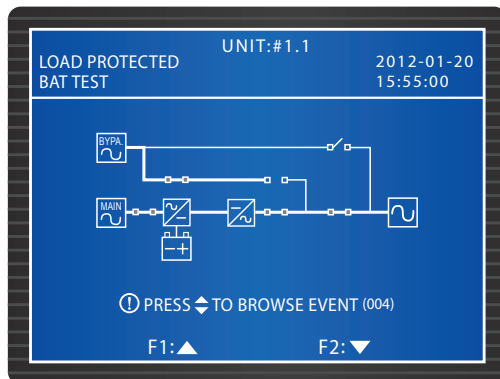 UNIT:#1.1
LOAD PROTECTED
BAT TEST
2012-01-20
15:55:00
BYPA.
MAIN
PRESS TO BROWSE EVENT (004)
F1:
F2: